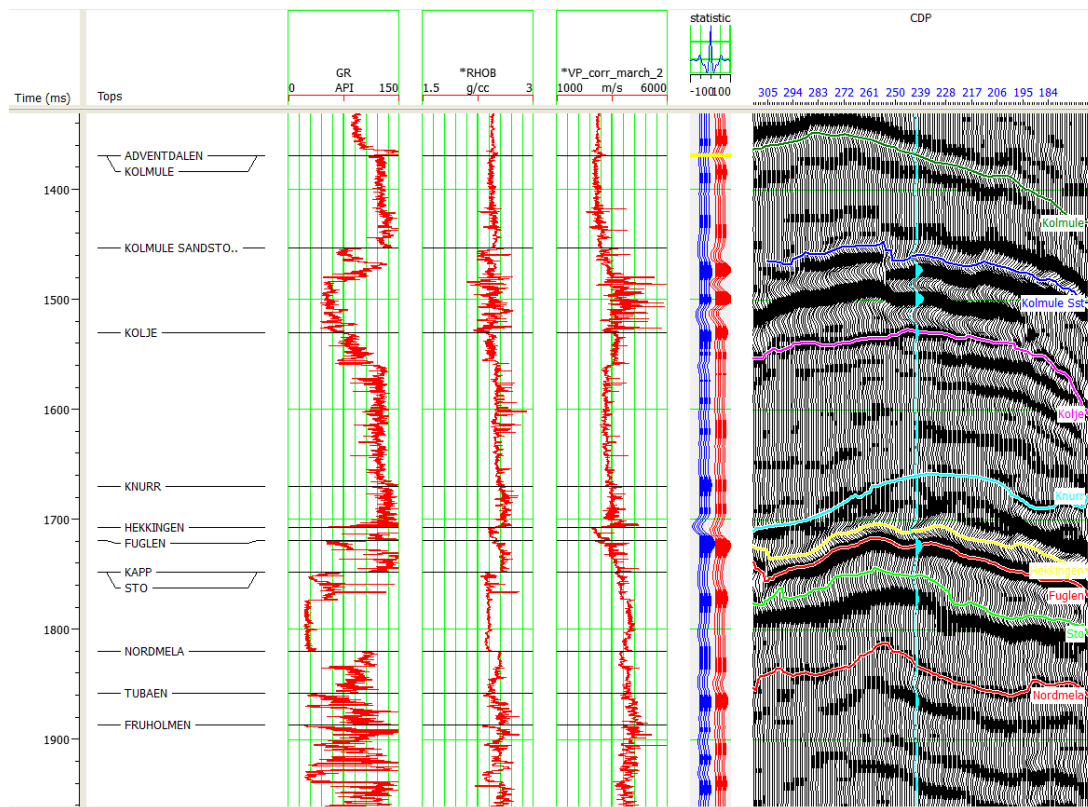 statistic
CDP
GR
*RHOB
*VP_corr_march_2
0 API 150
1.5 g/cc 3
1000 m/s 6000
-100 100
Time (ms)
Tops
305 294 283 272 261 250 239 228 217 206 195 184
ADVENTDALEN
KOLMULE
1400
Kolmule
KOLMULE SANDSTO..
1500
Kolmule Sst
KOLJE
1600
Kolje
KNURR
Knurr
1700
HEKKINGEN
FUGLEN
Hekkingen
KAPP
STO
Fuglen
1800
Sto
NORDMELA
TUBAEN
Nordmela
FRUHOLMEN
1900